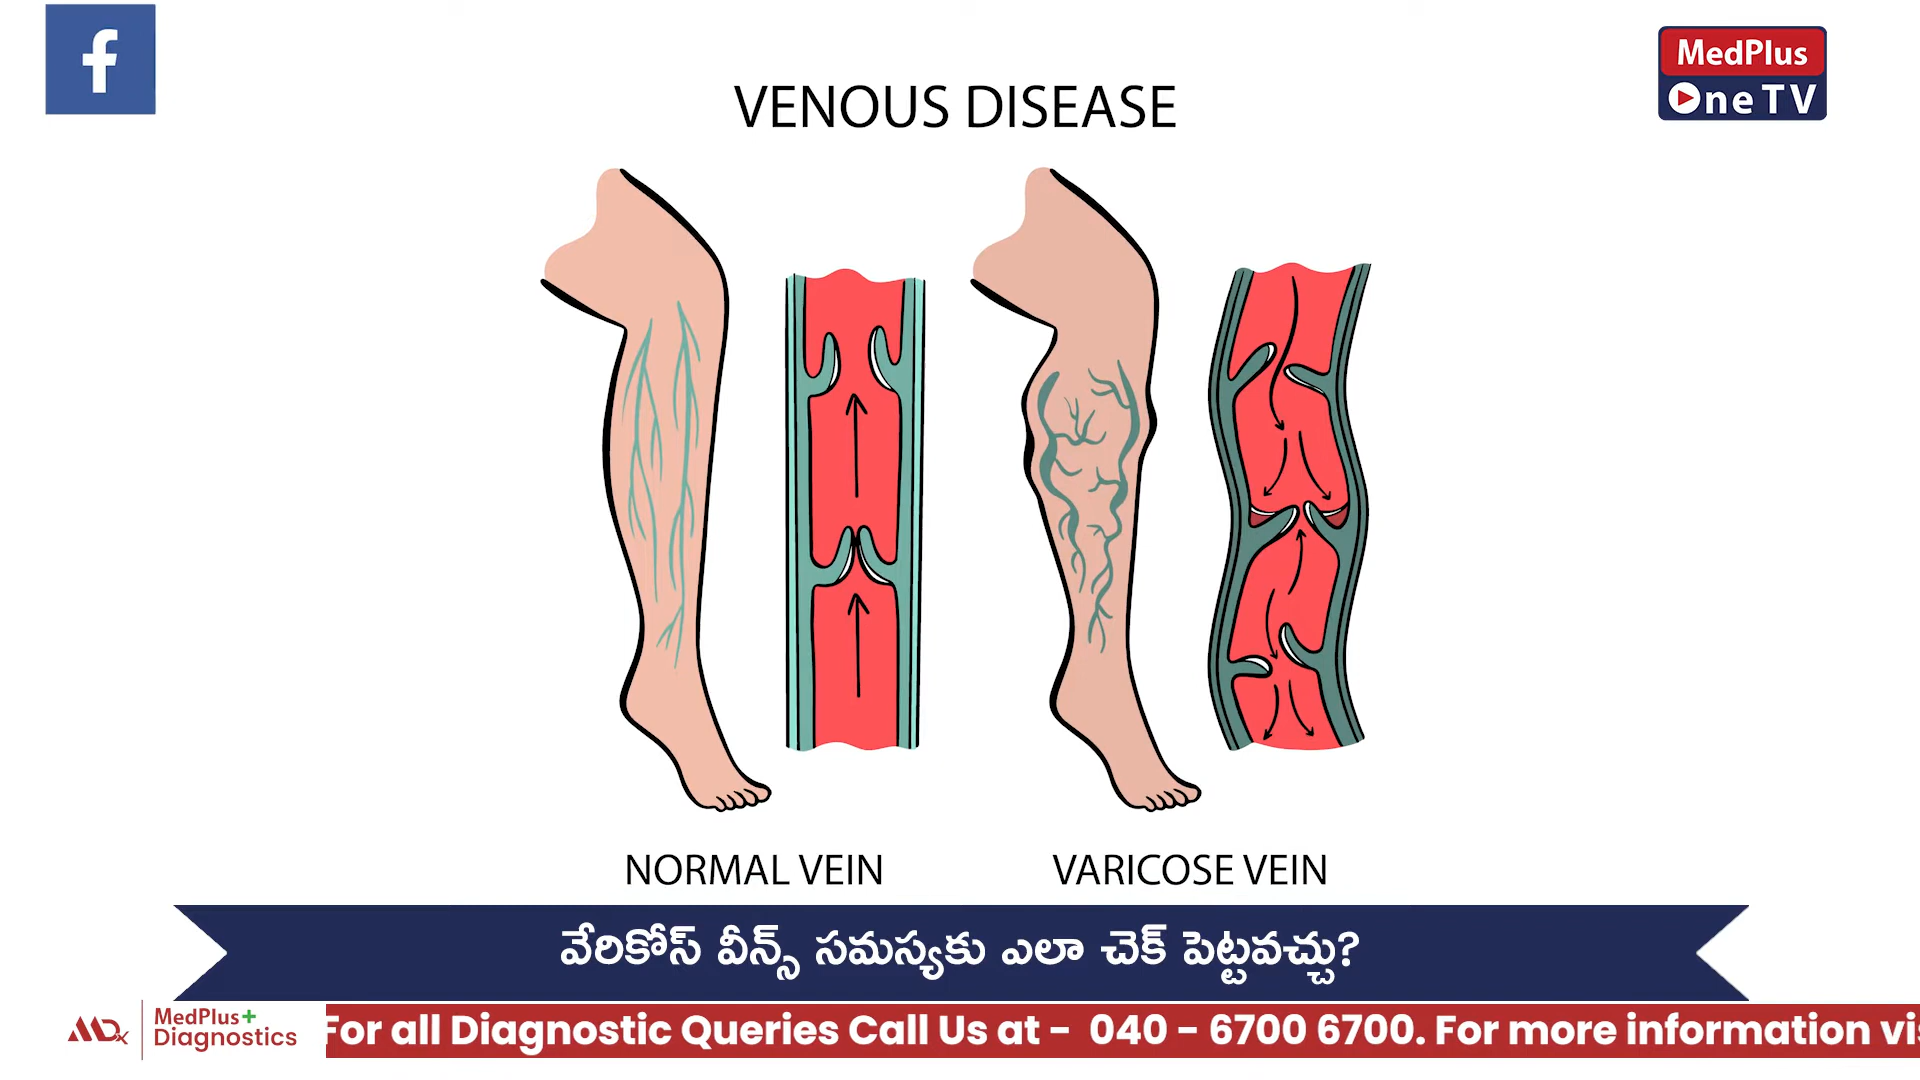 f
MedPlus
One TV
VENOUS DISEASE
NORMAL VEIN
VARICOSE VEIN
వేరికోస్ వీన్స్ సమస్యకు ఎలా చెక్ పెట్టవచ్చు?
MDx
MedPlus+
Diagnostics
For all Diagnostic Queries Call Us at - 040 - 6700 6700. For more information